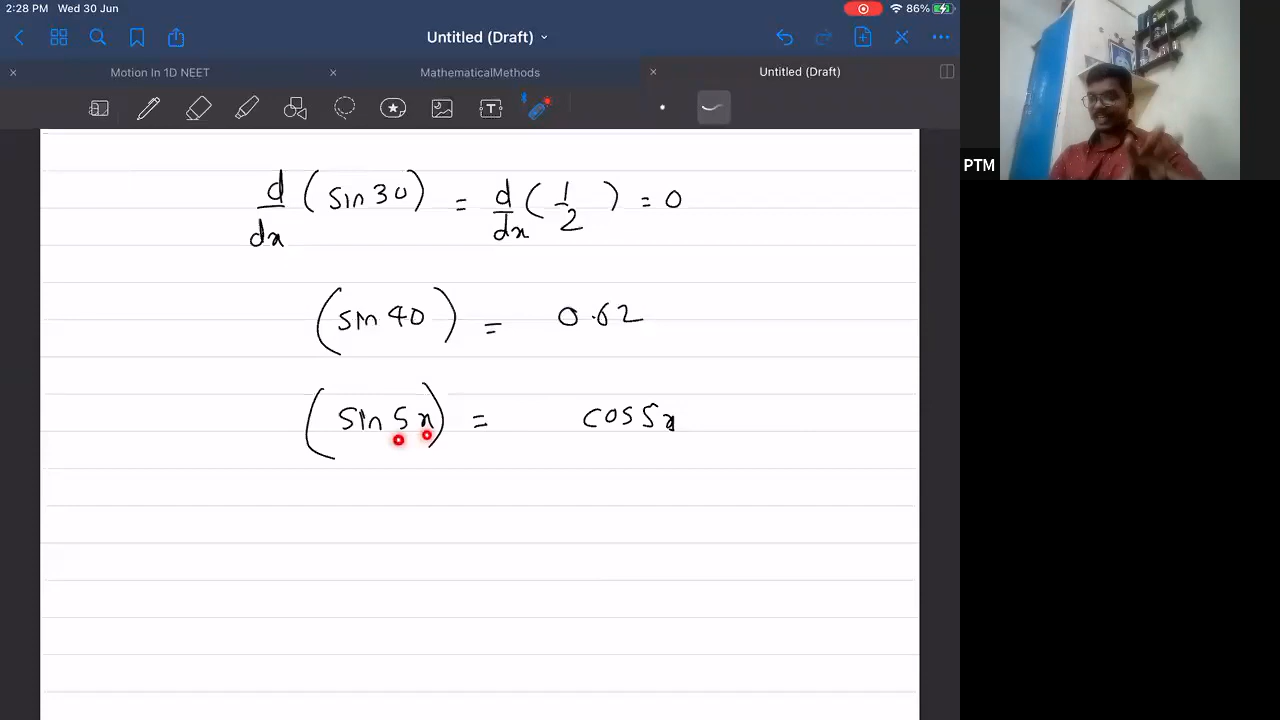 2:28 PM Wed 30 Jun 86%
Untitled (Draft)
Motion In 1D NEET MathematicalMethods Untitled (Draft)
PTM
d/dx (sin 30) = d/dx (1/2) = 0
(sin 40) = 0.62
(sin 5x) = cos 5x